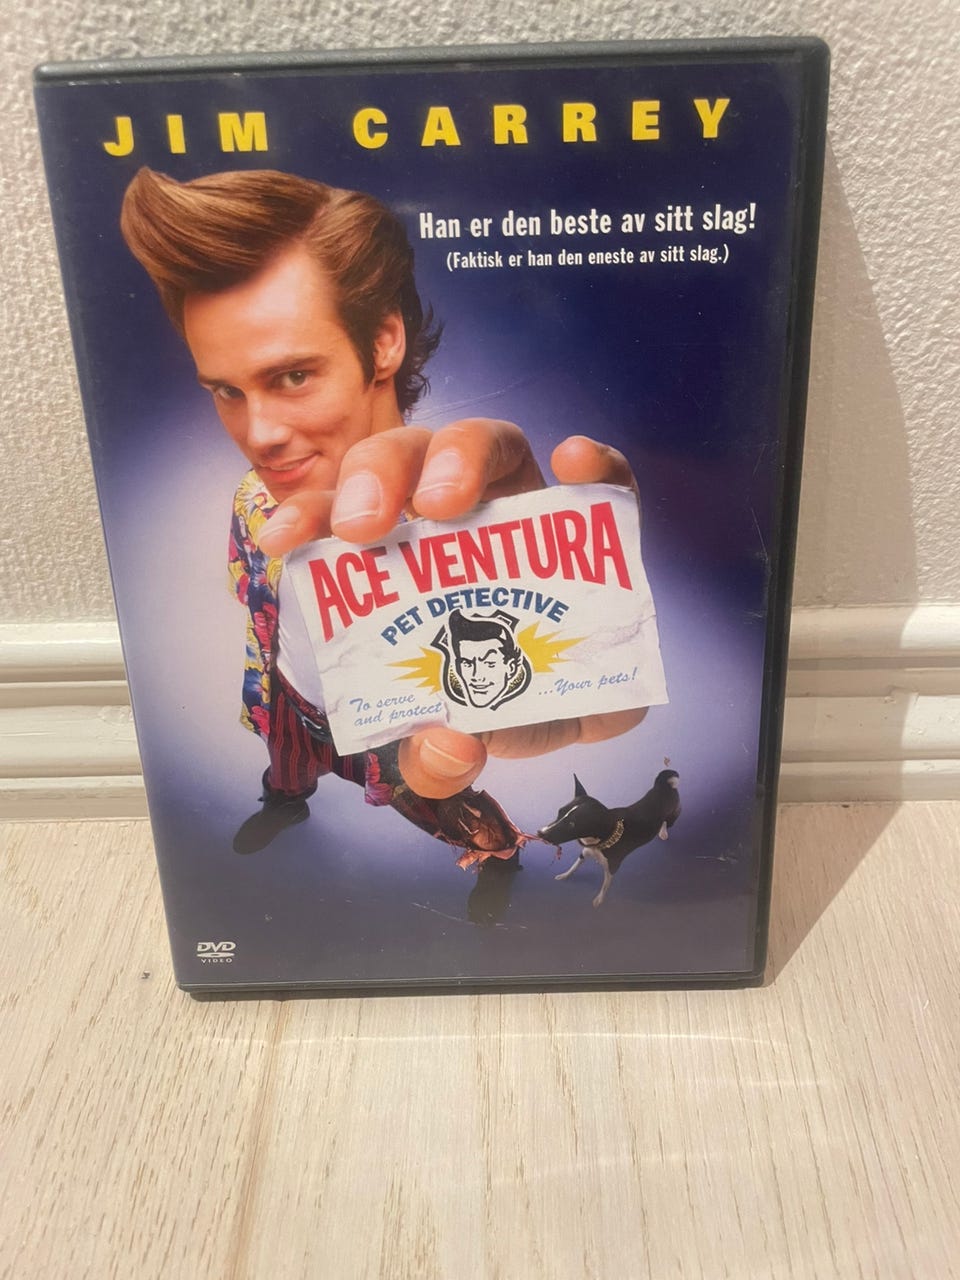 JIM CARREY
Han er den beste av sitt slag!
(Faktisk er han den eneste av sitt slag.)
ACE VENTURA
PET DETECTIVE
To serve
and protect
...Your pets!
DVD
VIDEO